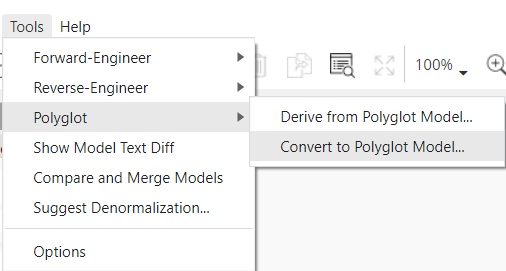 Tools Help
Forward-Engineer
100%
Reverse-Engineer
Polyglot
Derive from Polyglot Model...
Show Model Text Diff
Convert to Polyglot Model...
Compare and Merge Models
Suggest Denormalization...
Options